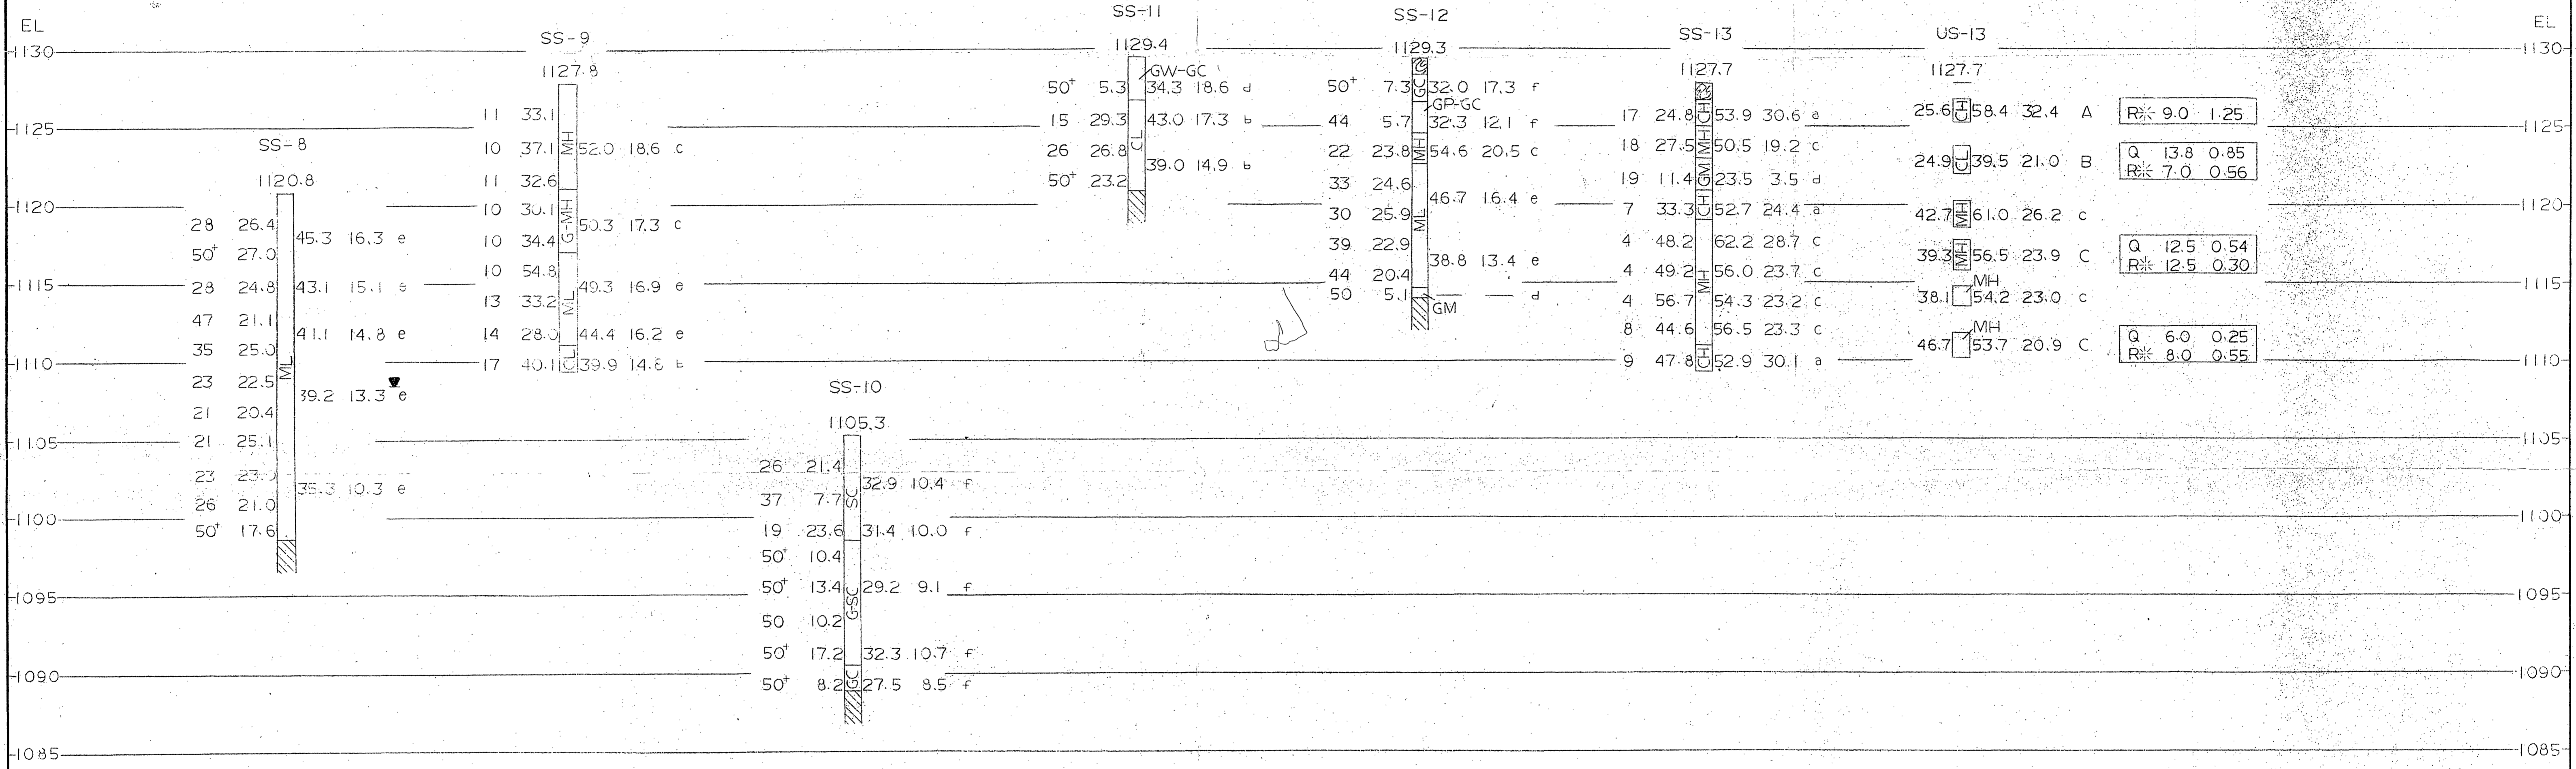 EL
1130
1125
1120
1115
1110
1105
1100
1095
1090
1085
SS-8
1120.8
28 26.4
45.3 16.3 e
50+ 27.0
28 24.8 43.1 15.1 e
47 21.1
41.1 14.8 e
35 25.0
ML
23 22.5
39.2 13.3 e
21 20.4
21 25.1
23 23.0
35.3 10.3 e
26 21.0
50+ 17.6
SS-9
1127.8
11 33.1
10 37.1 MH 52.0 18.6 c
11 32.6
10 30.1
G-MH 50.3 17.3 c
10 34.4
10 54.8
49.3 16.9 e
13 33.2 ML
14 28.0 44.4 16.2 e
17 40.1 CL 39.9 14.8 b
SS-10
1105.3
26 21.4
32.9 10.4 f
37 7.7 SC
19 23.6 31.4 10.0 f
50+ 10.4
50+ 13.4 G-SC 29.2 9.1 f
50 10.2
50+ 17.2 32.3 10.7 f
50+ 8.2 GC 27.5 8.5 f
SS-11
1129.4
GW-GC
50+ 5.3 34.3 18.6 d
15 29.3 43.0 17.3 b
CL
26 26.8
39.0 14.9 b
50+ 23.2
SS-12
1129.3
50+ 7.3 GC 32.0 17.3 f
GP-GC
44 5.7 32.3 12.1 f
22 23.8 MH 54.6 20.5 c
33 24.6
46.7 16.4 e
30 25.9 ML
39 22.9
38.8 13.4 e
44 20.4
50 5.1 — — d
GM
SS-13
1127.7
17 24.8 CH 53.9 30.6 a
18 27.5 MH 50.5 19.2 c
19 11.4 GM 23.5 3.5 d
7 33.3 CH 52.7 24.4 a
4 48.2 62.2 28.7 c
4 49.2 MH 56.0 23.7 c
4 56.7 54.3 23.2 c
8 44.6 56.5 23.3 c
9 47.8 CH 52.9 30.1 a
US-13
1127.7
25.6 CH 58.4 32.4 A R※ 9.0 1.25
24.9 CL 39.5 21.0 B Q 13.8 0.85
R※ 7.0 0.56
42.7 MH 61.0 26.2 c
39.3 MH 56.5 23.9 C Q 12.5 0.54
R※ 12.5 0.30
MH
38.1 54.2 23.0 c
MH
46.7 53.7 20.9 C Q 6.0 0.25
R※ 8.0 0.55
EL
1130
1125
1120
1115
1110
1105
1100
1095
1090
1085